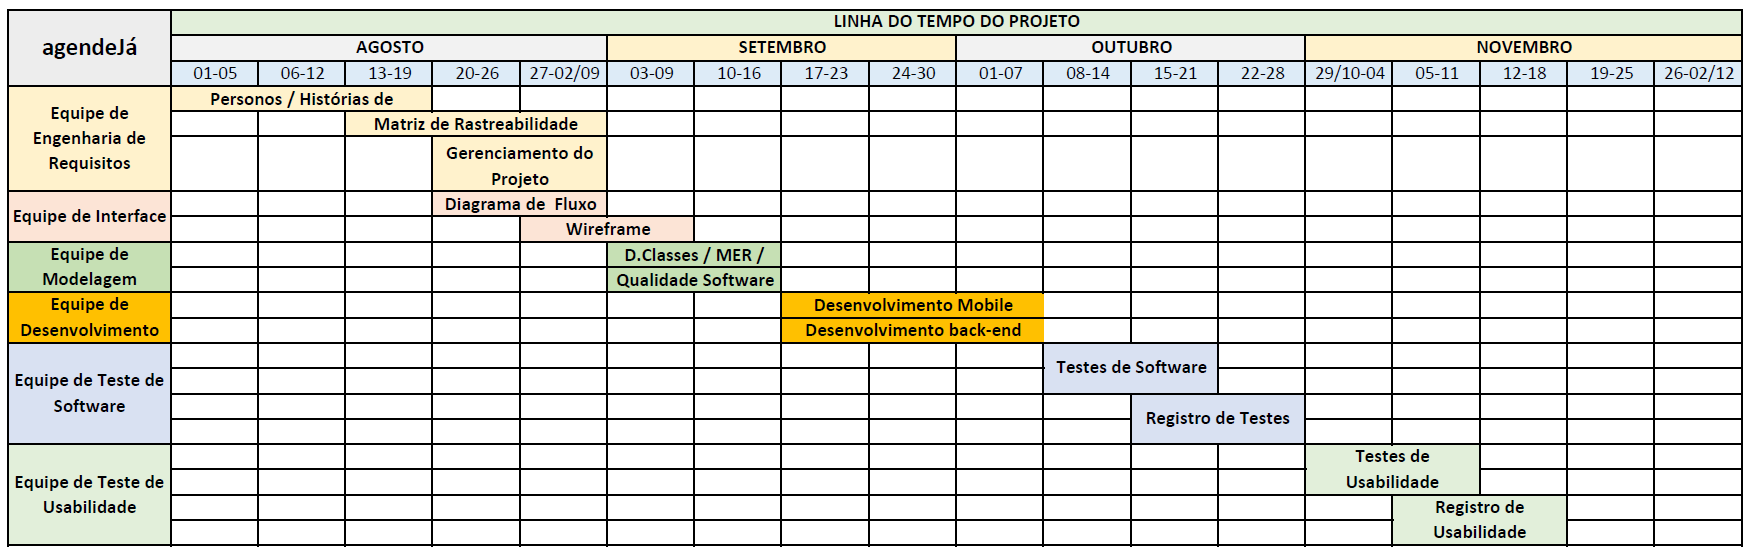 agendeJá
LINHA DO TEMPO DO PROJETO
AGOSTO SETEMBRO OUTUBRO NOVEMBRO
01-05 06-12 13-19 20-26 27-02/09 03-09 10-16 17-23 24-30 01-07 08-14 15-21 22-28 29/10-04 05-11 12-18 19-25 26-02/12
Equipe de
Engenharia de
Requisitos
Personos / Histórias de
Matriz de Rastreabilidade
Gerenciamento do
Projeto
Equipe de Interface
Diagrama de Fluxo
Wireframe
Equipe de
Modelagem
D.Classes / MER /
Qualidade Software
Equipe de
Desenvolvimento
Desenvolvimento Mobile
Desenvolvimento back-end
Equipe de Teste de
Software
Testes de Software
Registro de Testes
Equipe de Teste de
Usabilidade
Testes de
Usabilidade
Registro de
Usabilidade